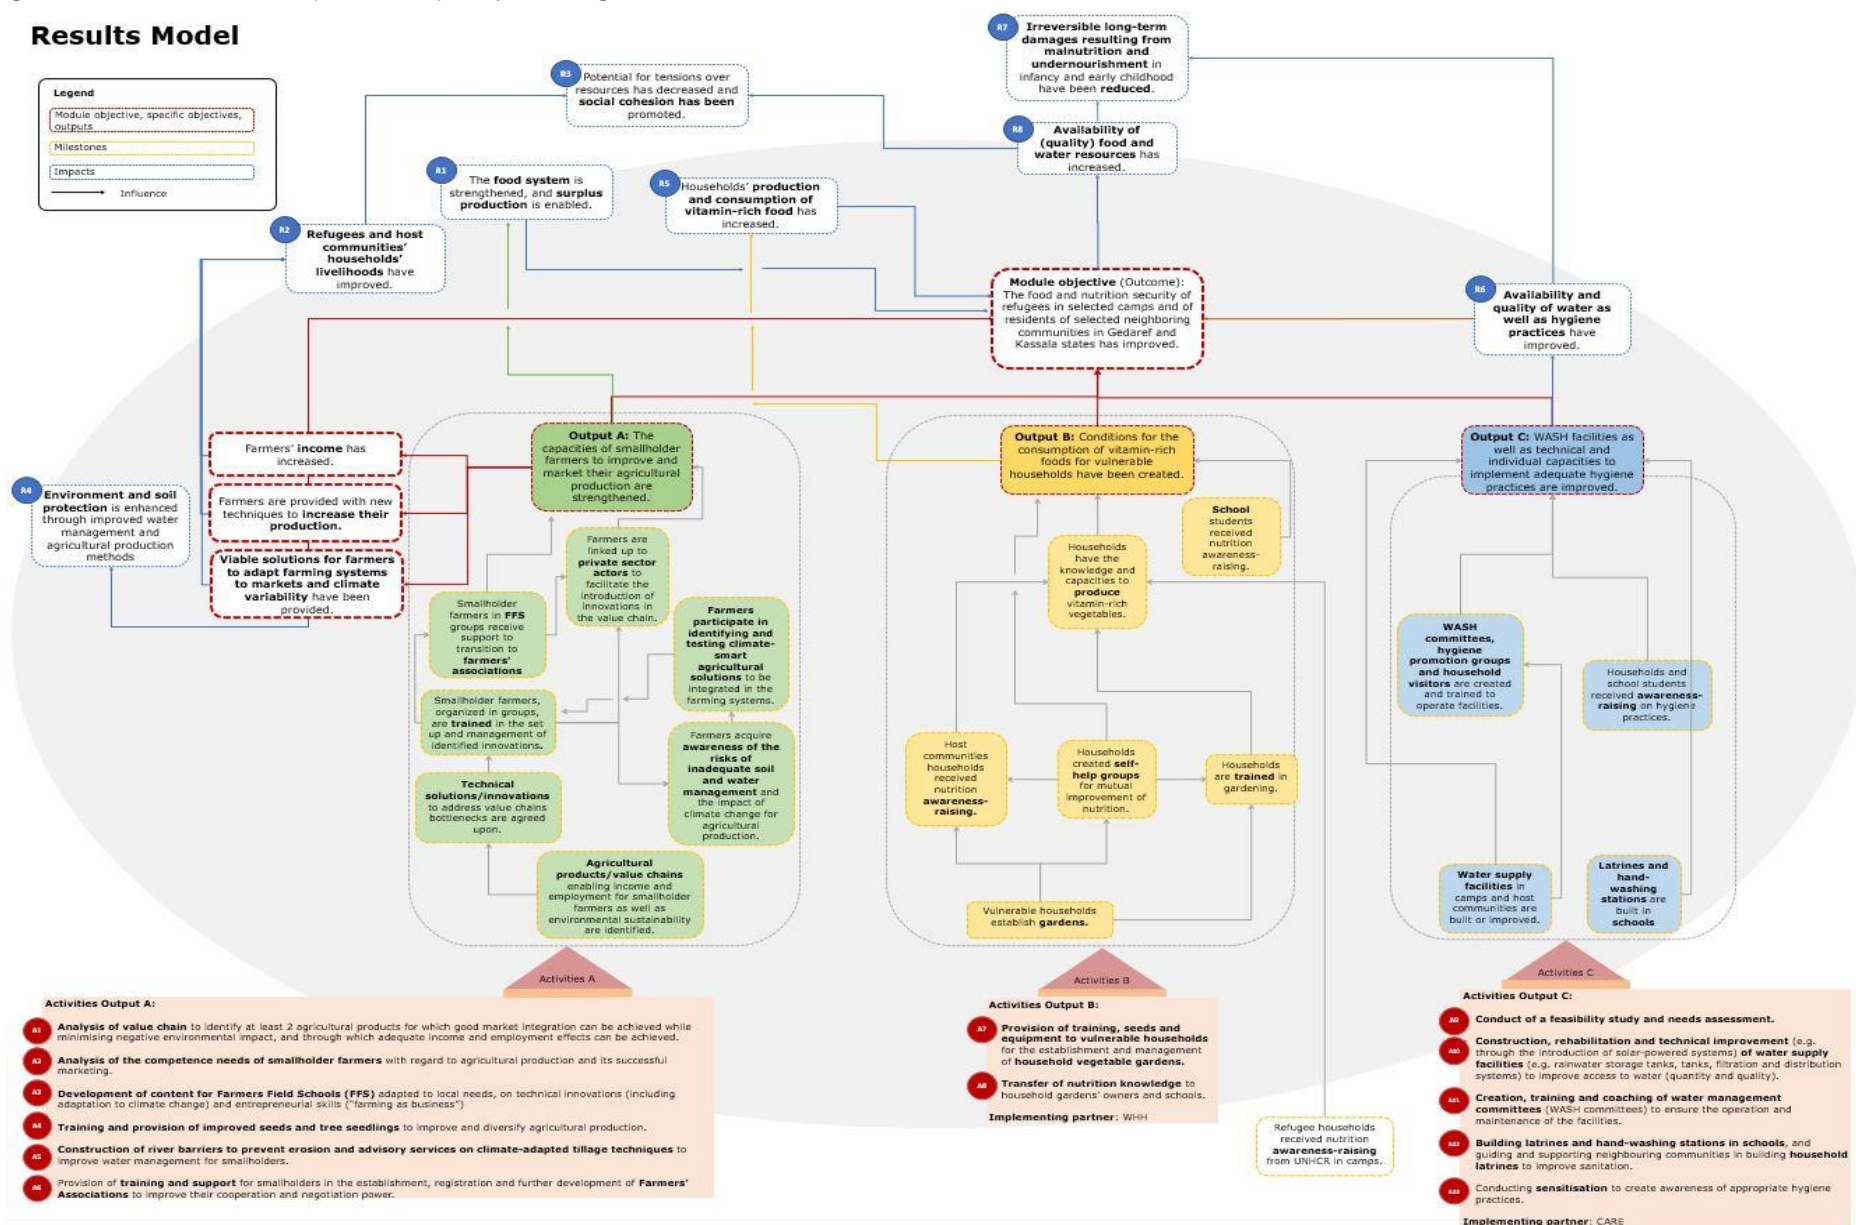 Results Model
Legend
Module objective, specific objectives,
outputs
Milestones
Impacts
Influence
R7
Irreversible long-term
damages resulting from
malnutrition and
undernourishment in
infancy and early childhood
have been reduced.
R3
Potential for tensions over
resources has decreased and
social cohesion has been
promoted.
R8
Availability of
(quality) food and
water resources has
increased.
R1
The food system is
strengthened, and surplus
production is enabled.
R5
Households' production
and consumption of
vitamin-rich food has
increased.
R2
Refugees and host
communities'
households'
livelihoods have
improved.
Module objective (Outcome):
The food and nutrition security of
refugees in selected camps and of
residents of selected neighboring
communities in Gedaref and
Kassala states has improved.
R6
Availability and
quality of water as
well as hygiene
practices have
improved.
R4
Environment and soil
protection is enhanced
through improved water
management and
agricultural production
methods
Farmers' income has
increased.
Farmers are provided with new
techniques to increase their
production.
Viable solutions for farmers
to adapt farming systems
to markets and climate
variability have been
provided.
Output A: The
capacities of smallholder
farmers to improve and
market their agricultural
production are
strengthened.
Farmers are
linked up to
private sector
actors to
facilitate the
introduction of
innovations in
the value chain.
Smallholder
farmers in FFS
groups receive
support to
transition to
farmers'
associations
Farmers
participate in
identifying and
testing climate-
smart
agricultural
solutions to be
integrated in the
farming systems.
Smallholder farmers,
organized in groups,
are trained in the set
up and management of
identified innovations.
Farmers acquire
awareness of the
risks of
inadequate soil
and water
management and
the impact of
climate change for
agricultural
production.
Technical
solutions/innovations
to address value chains
bottlenecks are agreed
upon.
Agricultural
products/value chains
enabling income and
employment for smallholder
farmers as well as
environmental sustainability
are identified.
Output B: Conditions for the
consumption of vitamin-rich
foods for vulnerable
households have been created.
School
students
received
nutrition
awareness-
raising.
Households
have the
knowledge and
capacities to
produce
vitamin-rich
vegetables.
Host
communities
households
received
nutrition
awareness-
raising.
Households
created self-
help groups
for mutual
improvement of
nutrition.
Households
are trained in
gardening.
Vulnerable households
establish gardens.
Output C: WASH facilities as
well as technical and
individual capacities to
implement adequate hygiene
practices are improved.
WASH
committees,
hygiene
promotion groups
and household
visitors are created
and trained to
operate facilities.
Households and
school students
received awareness-
raising on hygiene
practices.
Water supply
facilities in
camps and host
communities are
built or improved.
Latrines and
hand-
washing
stations are
built in
schools
Activities A
Activities B
Activities C
Activities Output A:
A1
Analysis of value chain to identify at least 2 agricultural products for which good market integration can be achieved while
minimising negative environmental impact, and through which adequate income and employment effects can be achieved.
A2
Analysis of the competence needs of smallholder farmers with regard to agricultural production and its successful
marketing.
A3
Development of content for Farmers Field Schools (FFS) adapted to local needs, on technical innovations (including
adaptation to climate change) and entrepreneurial skills ("farming as business")
A4
Training and provision of improved seeds and tree seedlings to improve and diversify agricultural production.
A5
Construction of river barriers to prevent erosion and advisory services on climate-adapted tillage techniques to
improve water management for smallholders.
A6
Provision of training and support for smallholders in the establishment, registration and further development of Farmers'
Associations to improve their cooperation and negotiation power.
Activities Output B:
A7
Provision of training, seeds and
equipment to vulnerable households
for the establishment and management
of household vegetable gardens.
A8
Transfer of nutrition knowledge to
household gardens' owners and schools.
Implementing partner: WHH
Refugee households
received nutrition
awareness-raising
from UNHCR in camps.
Activities Output C:
A9
Conduct of a feasibility study and needs assessment.
A10
Construction, rehabilitation and technical improvement (e.g.
through the introduction of solar-powered systems) of water supply
facilities (e.g. rainwater storage tanks, tanks, filtration and distribution
systems) to improve access to water (quantity and quality).
A11
Creation, training and coaching of water management
committees (WASH committees) to ensure the operation and
maintenance of the facilities.
A12
Building latrines and hand-washing stations in schools, and
guiding and supporting neighbouring communities in building household
latrines to improve sanitation.
A13
Conducting sensitisation to create awareness of appropriate hygiene
practices.
Implementing partner: CARE